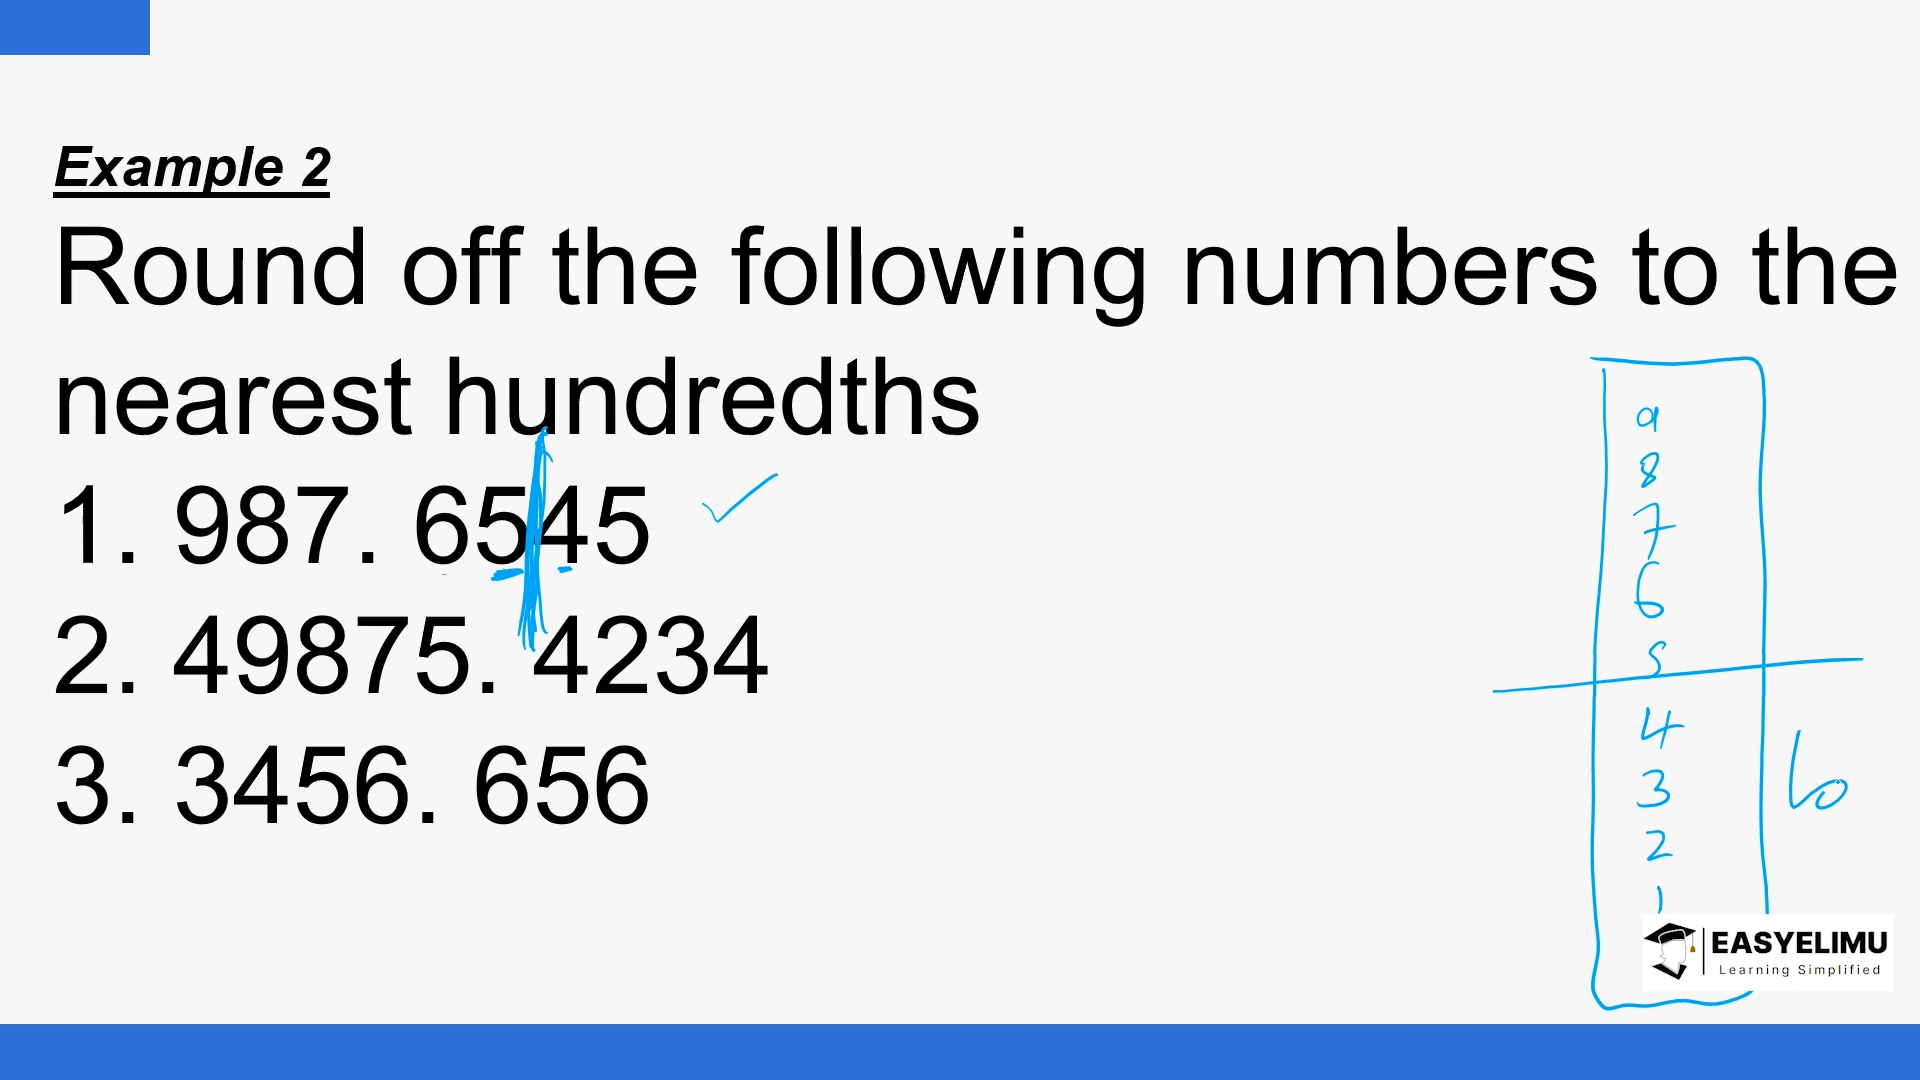 Example 2
Round off the following numbers to the
nearest hundredths
1. 987. 6545
2. 49875. 4234
3. 3456. 656
9
8
7
6
5
4
3
2
1
EASYELIMU
Learning Simplified